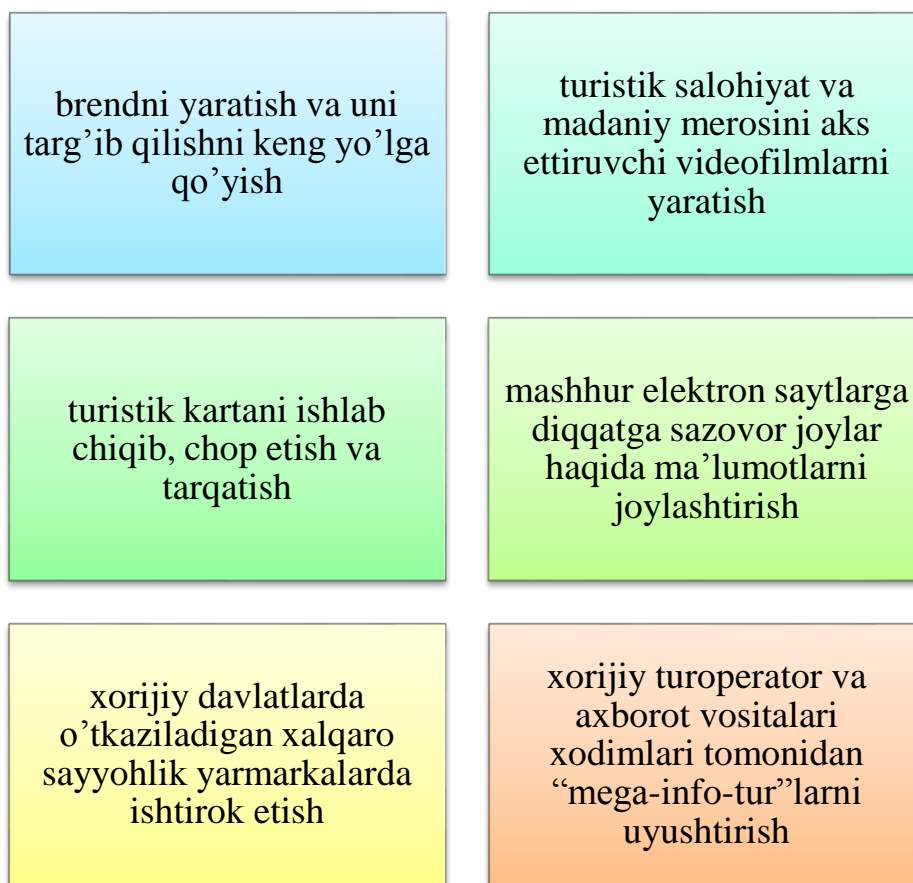 brendni yaratish va uni
targ’ib qilishni keng yo’lga
qo’yish
turistik salohiyat va
madaniy merosini aks
ettiruvchi videofilmlarni
yaratish
turistik kartani ishlab
chiqib, chop etish va
tarqatish
mashhur elektron saytlarga
diqqatga sazovor joylar
haqida ma’lumotlarni
joylashtirish
xorijiy davlatlarda
o’tkaziladigan xalqaro
sayyohlik yarmarkalarda
ishtirok etish
xorijiy turoperator va
axborot vositalari
xodimlari tomonidan
“mega-info-tur”larni
uyushtirish